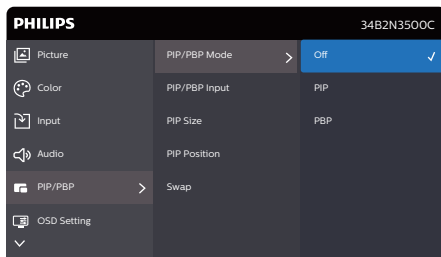 PHILIPS
34B2N3500C
Picture
PIP/PBP Mode
Off
Color
PIP/PBP Input
PIP
Input
PIP Size
PBP
Audio
PIP Position
PIP/PBP
Swap
OSD Setting